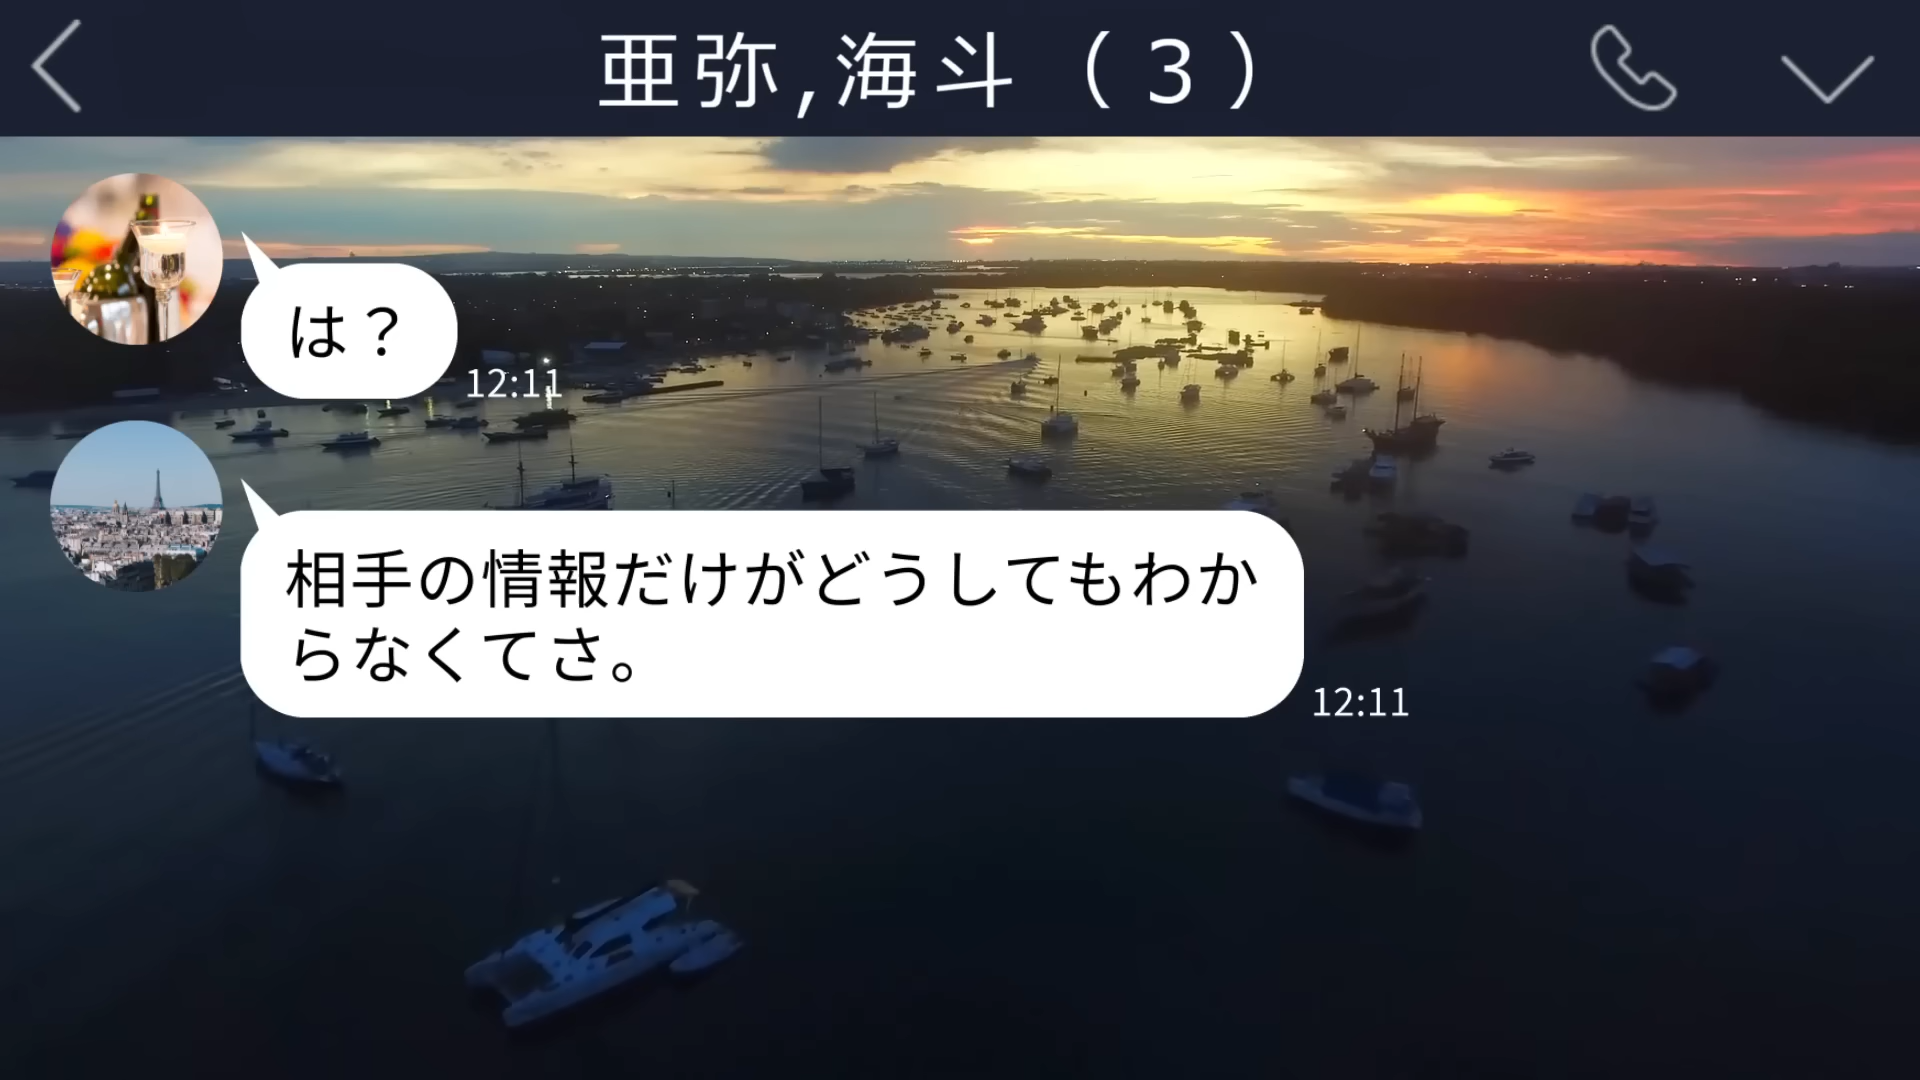 亜弥,海斗（3）
は？
12:11
相手の情報だけがどうしてもわか
らなくてさ。
12:11